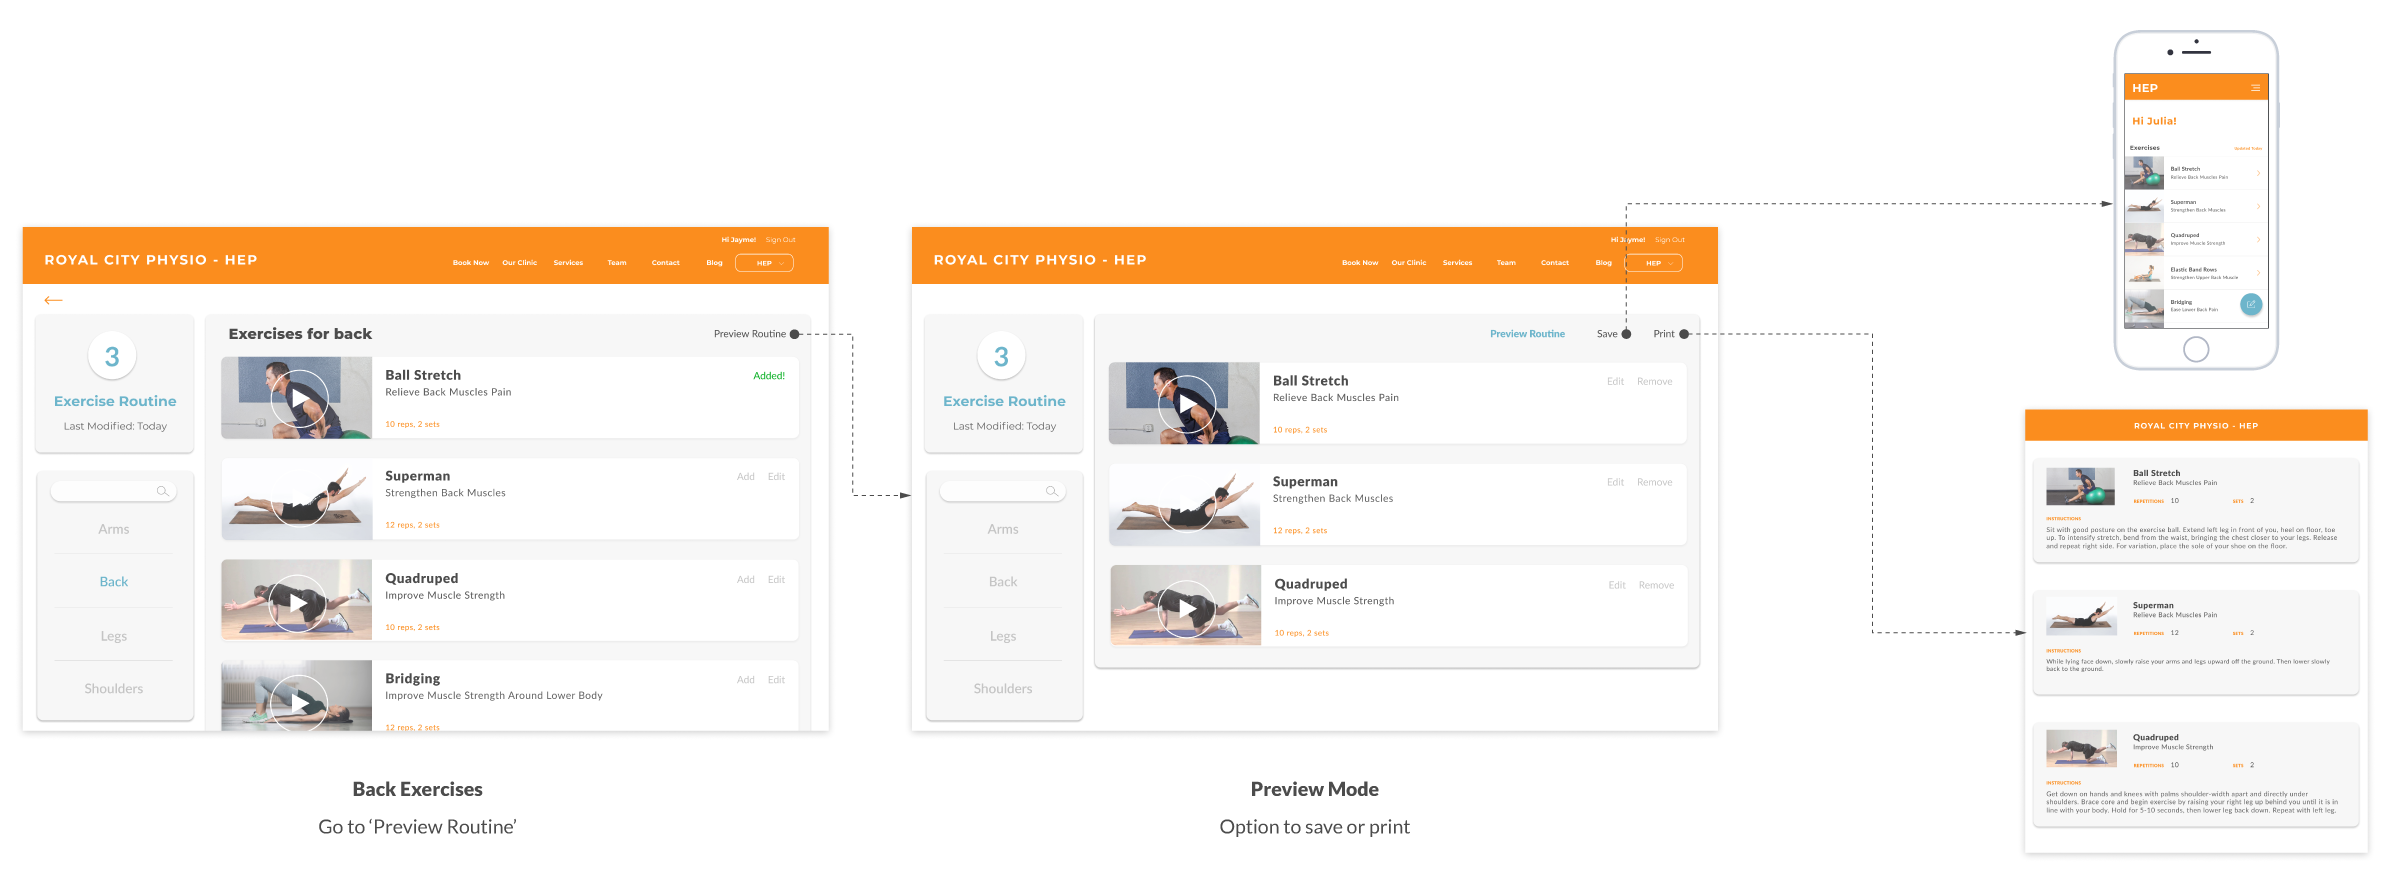 Hi Jayme! Sign Out
ROYAL CITY PHYSIO - HEP
Book Now Our Clinic Services Team Contact Blog HEP
3
Exercise Routine
Last Modified: Today
Arms
Back
Legs
Shoulders
Exercises for back
Preview Routine
Ball Stretch
Added!
Relieve Back Muscles Pain
10 reps, 2 sets
Superman
Add Edit
Strengthen Back Muscles
12 reps, 2 sets
Quadruped
Add Edit
Improve Muscle Strength
10 reps, 2 sets
Bridging
Add Edit
Improve Muscle Strength Around Lower Body
12 reps, 2 sets
Back Exercises
Go to ‘Preview Routine’
Hi Jayme! Sign Out
ROYAL CITY PHYSIO - HEP
Book Now Our Clinic Services Team Contact Blog HEP
3
Exercise Routine
Last Modified: Today
Arms
Back
Legs
Shoulders
Preview Routine Save Print
Ball Stretch
Edit Remove
Relieve Back Muscles Pain
10 reps, 2 sets
Superman
Edit Remove
Strengthen Back Muscles
12 reps, 2 sets
Quadruped
Edit Remove
Improve Muscle Strength
10 reps, 2 sets
Preview Mode
Option to save or print
HEP
Hi Julia!
Exercises
Updated Today
Ball Stretch
Relieve Back Muscles Pain
Superman
Strengthen Back Muscles
Quadruped
Improve Muscle Strength
Elastic Band Rows
Strengthen Upper Back Muscle
Bridging
Ease Lower Back Pain
ROYAL CITY PHYSIO - HEP
Ball Stretch
Relieve Back Muscles Pain
REPETITIONS 10 SETS 2
INSTRUCTIONS
Sit with good posture on the exercise ball. Extend left leg in front of you, heel on floor, toe
up. To intensify stretch, bend from the waist, bringing the chest closer to your legs. Release
and repeat right side. For variation, place the sole of your shoe on the floor.
Superman
Relieve Back Muscles Pain
REPETITIONS 12 SETS 2
INSTRUCTIONS
While lying face down, slowly raise your arms and legs upward off the ground. Then lower slowly
back to the ground.
Quadruped
Improve Muscle Strength
REPETITIONS 10 SETS 2
INSTRUCTIONS
Get down on hands and knees with palms shoulder-width apart and directly under
shoulders. Brace core and begin exercise by raising your right leg up behind you until it is in
line with your body. Hold for 5-10 seconds, then lower leg back down. Repeat with left leg.